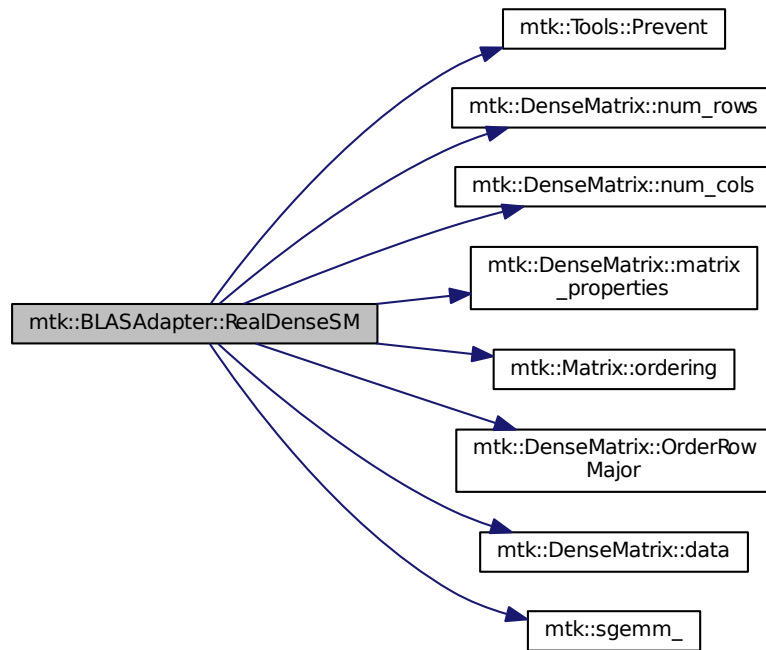 mtk::Tools::Prevent
mtk::DenseMatrix::num_rows
mtk::DenseMatrix::num_cols
mtk::DenseMatrix::matrix
_properties
mtk::BLASAdapter::RealDenseSM
mtk::Matrix::ordering
mtk::DenseMatrix::OrderRow
Major
mtk::DenseMatrix::data
mtk::sgemm_